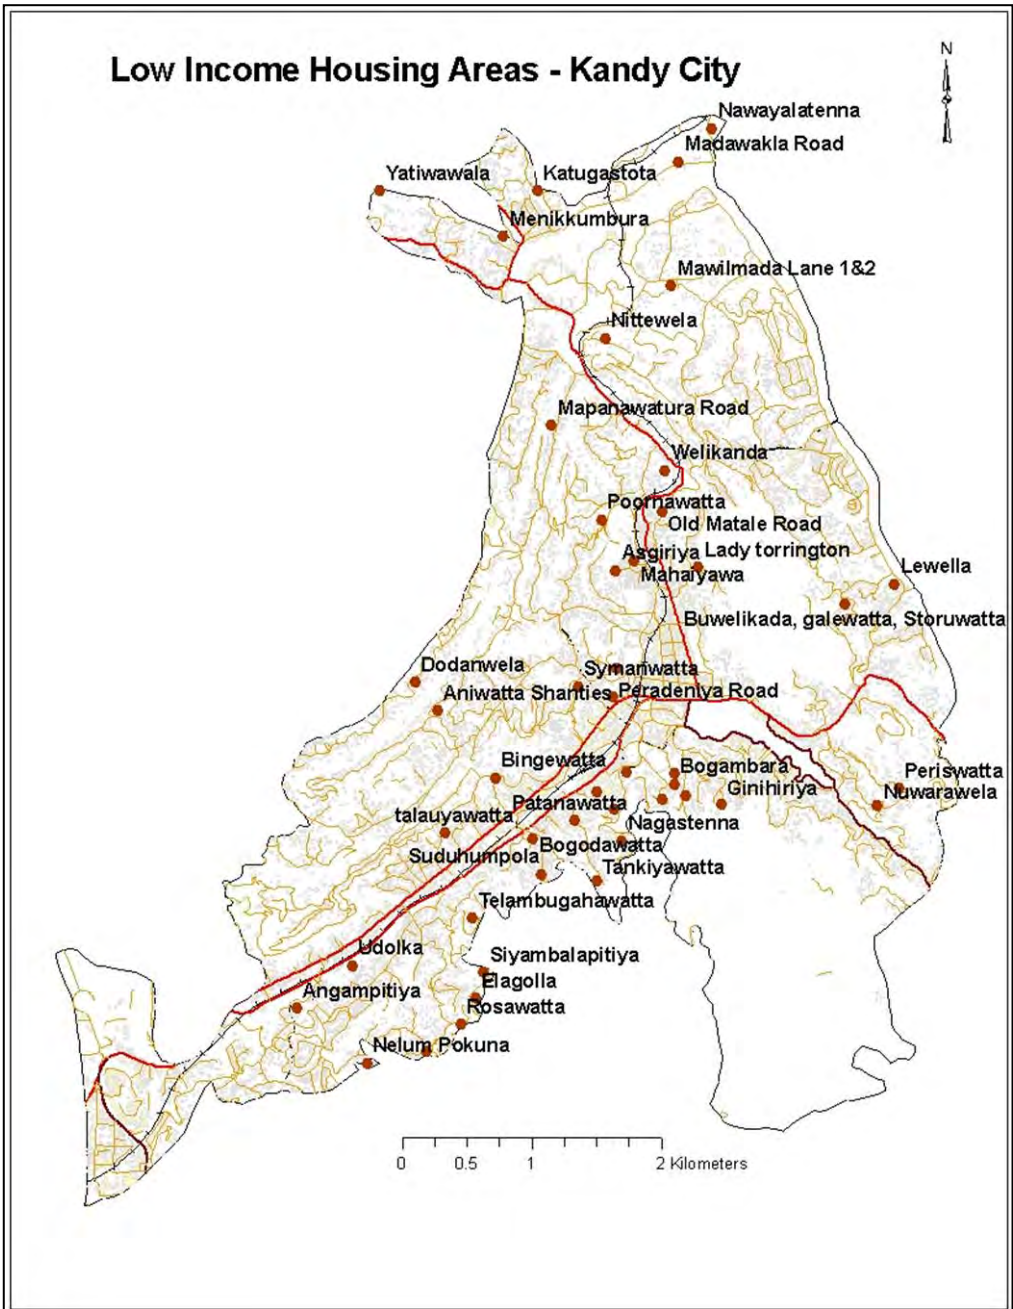 N
Low Income Housing Areas - Kandy City
Nawayalatenna
Madawakla Road
Yatiwawala
Katugastota
Menikkumbura
Mawilmada Lane 1&2
Nittewela
Mapanawatura Road
Welikanda
Poornawatta
Old Matale Road
Asgiriya
Lady torrington
Mahaiyawa
Lewella
Buwelikada, galewatta, Storuwatta
Dodanwela
Symanwatta
Aniwatta Shanties
Peradeniya Road
Bingewatta
Bogambara
Periswatta
Ginihiriya
Nuwarawela
Patanawatta
talauyawatta
Nagastenna
Bogodawatta
Suduhumpola
Tankiyawatta
Telambugahawatta
Udolka
Siyambalapitiya
Elagolla
Angampitiya
Rosawatta
Nelum Pokuna
0 0.5 1 2 Kilometers